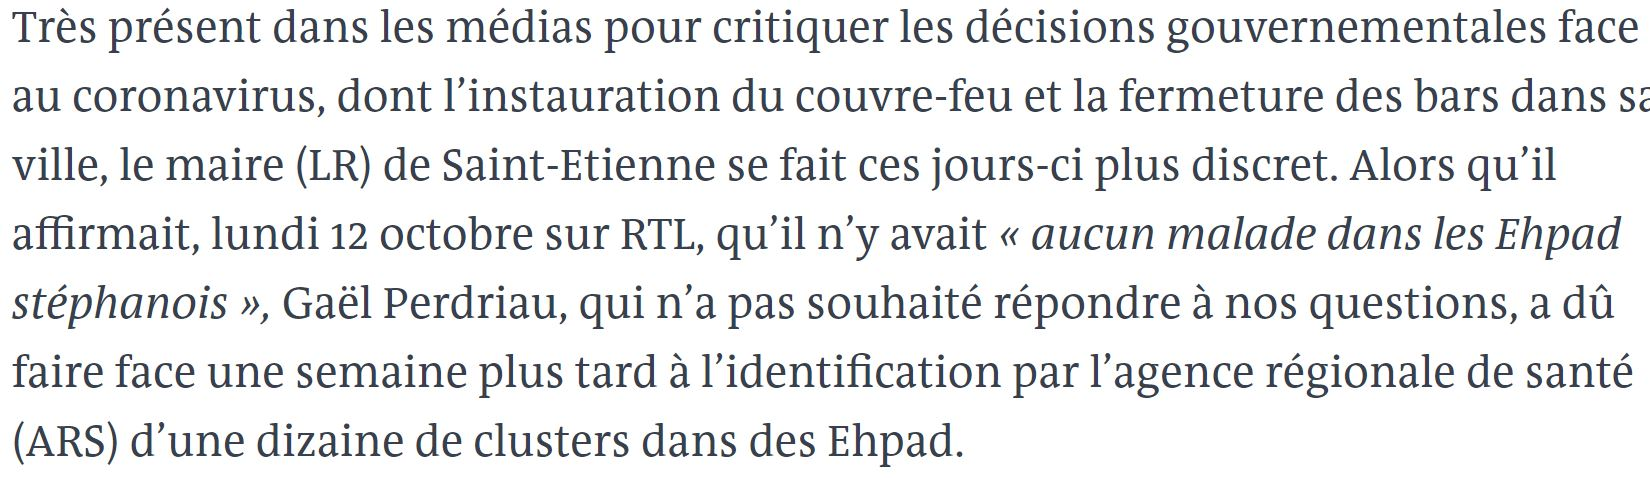 Très présent dans les médias pour critiquer les décisions gouvernementales face
au coronavirus, dont l’instauration du couvre-feu et la fermeture des bars dans sa
ville, le maire (LR) de Saint-Etienne se fait ces jours-ci plus discret. Alors qu’il
affirmait, lundi 12 octobre sur RTL, qu’il n’y avait « aucun malade dans les Ehpad
stéphanois », Gaël Perdriau, qui n’a pas souhaité répondre à nos questions, a dû
faire face une semaine plus tard à l’identification par l’agence régionale de santé
(ARS) d’une dizaine de clusters dans des Ehpad.